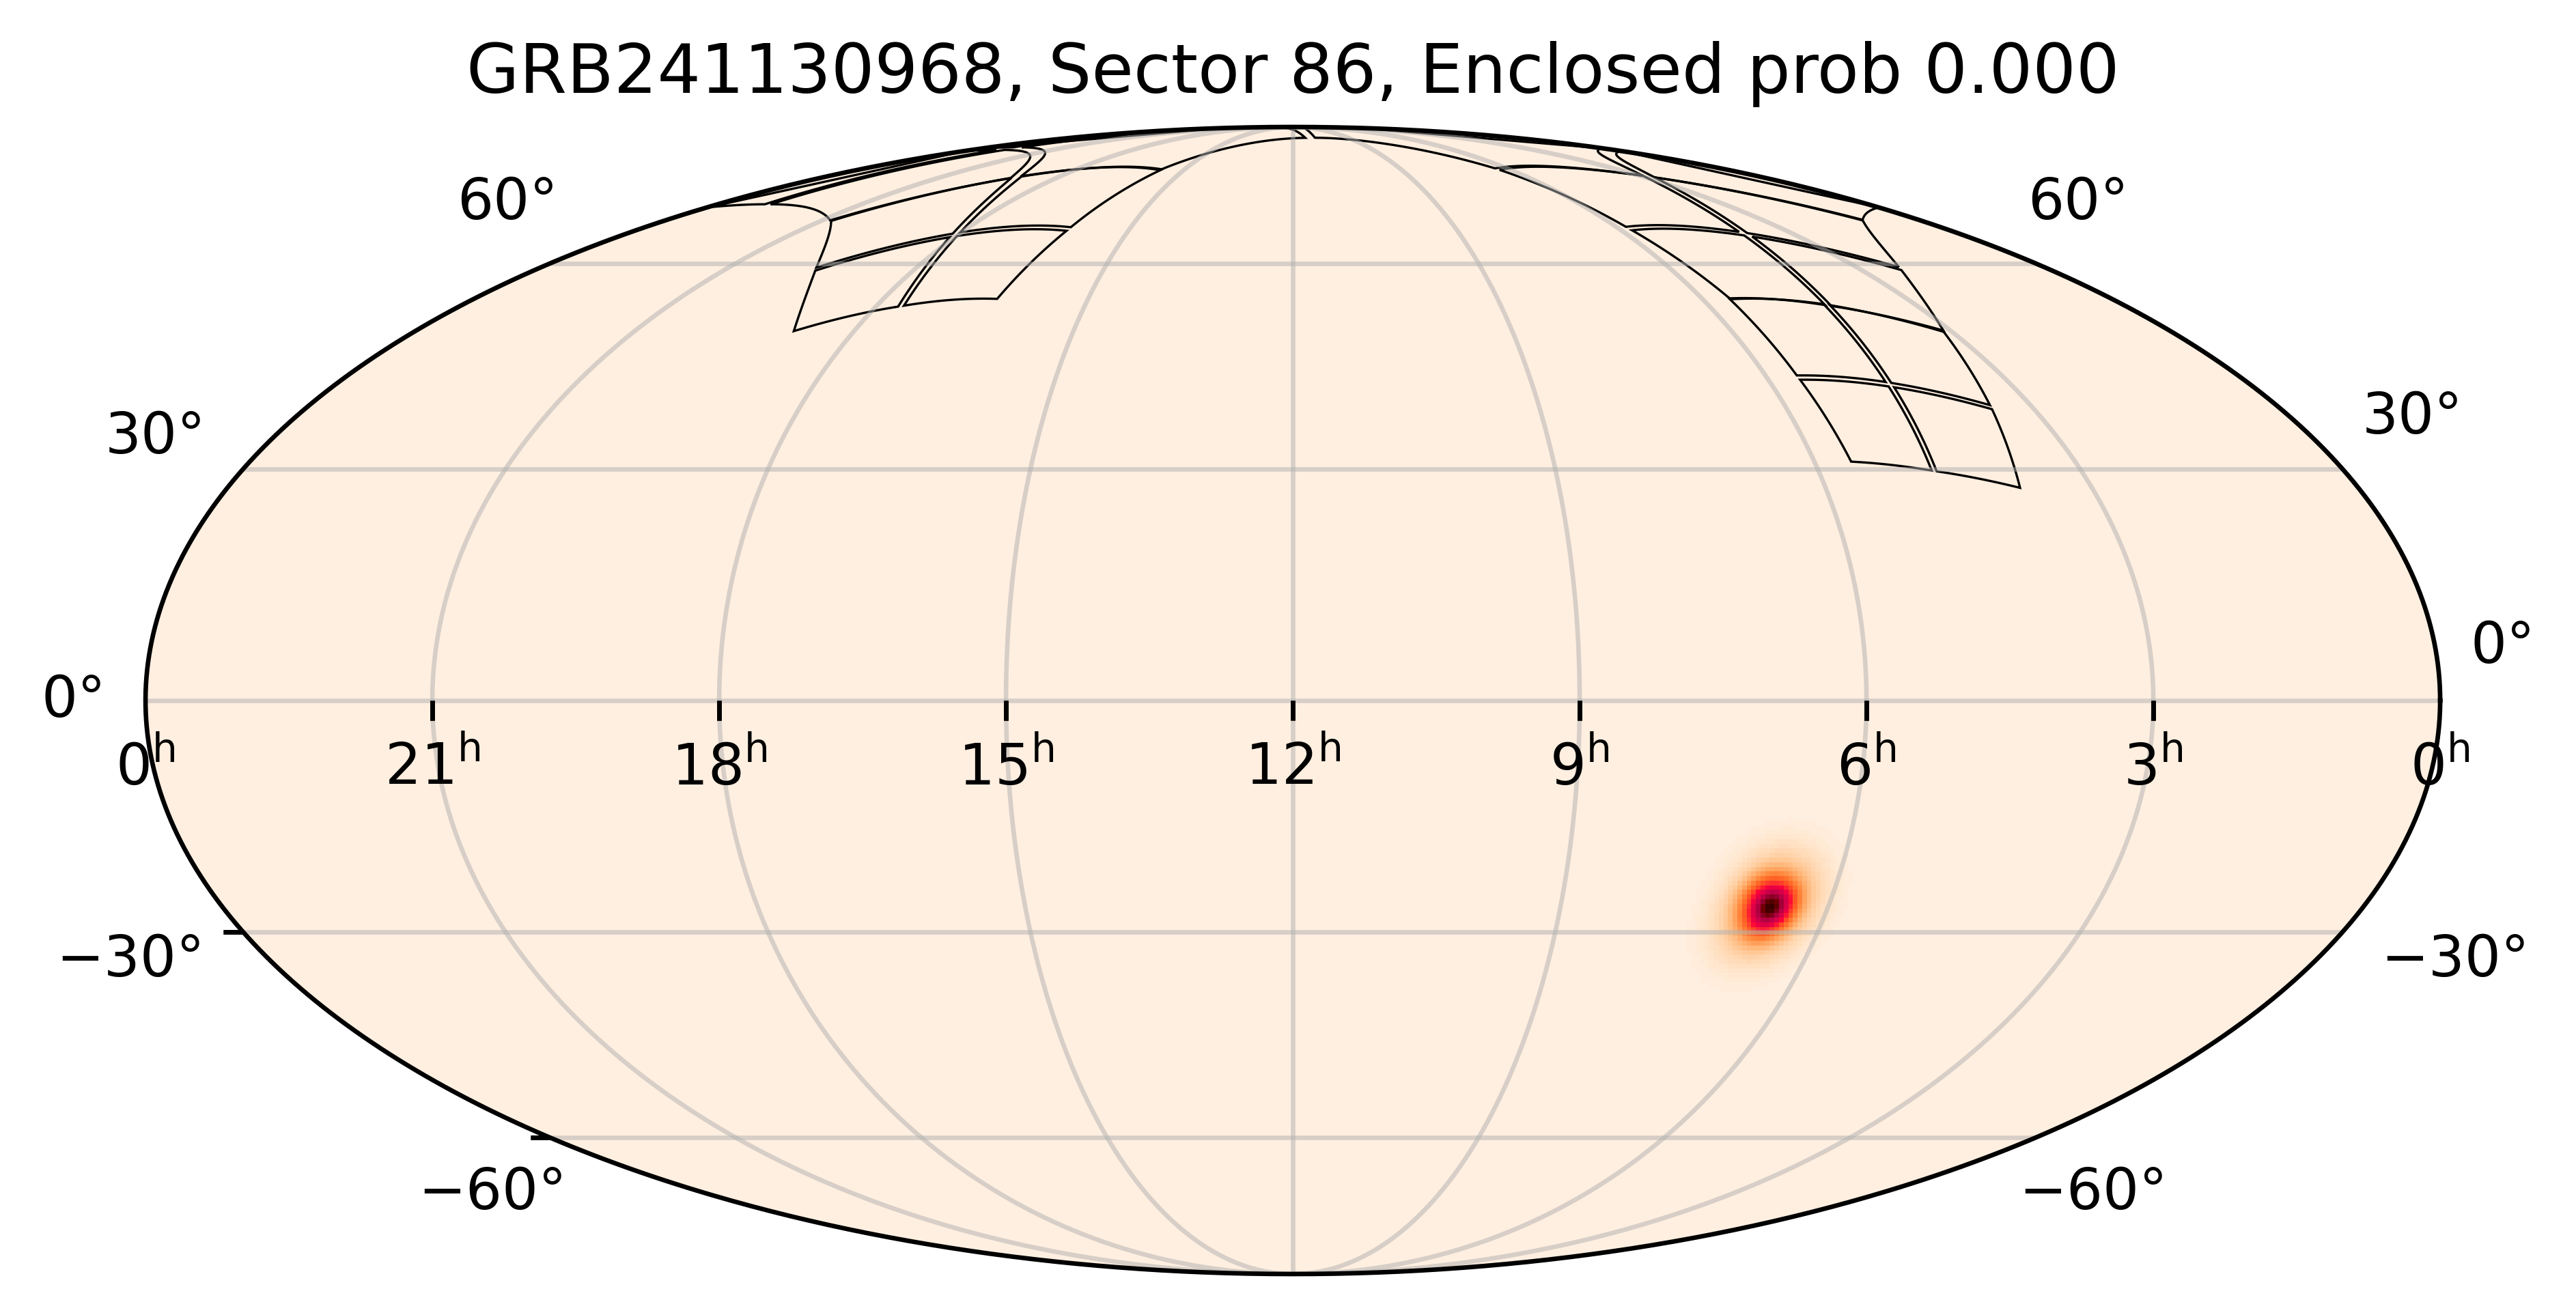 GRB241130968, Sector 86, Enclosed prob 0.000
60° 60°
30° 30°
0° 0°
0h 21h 18h 15h 12h 9h 6h 3h 0h
−30° −30°
−60° −60°